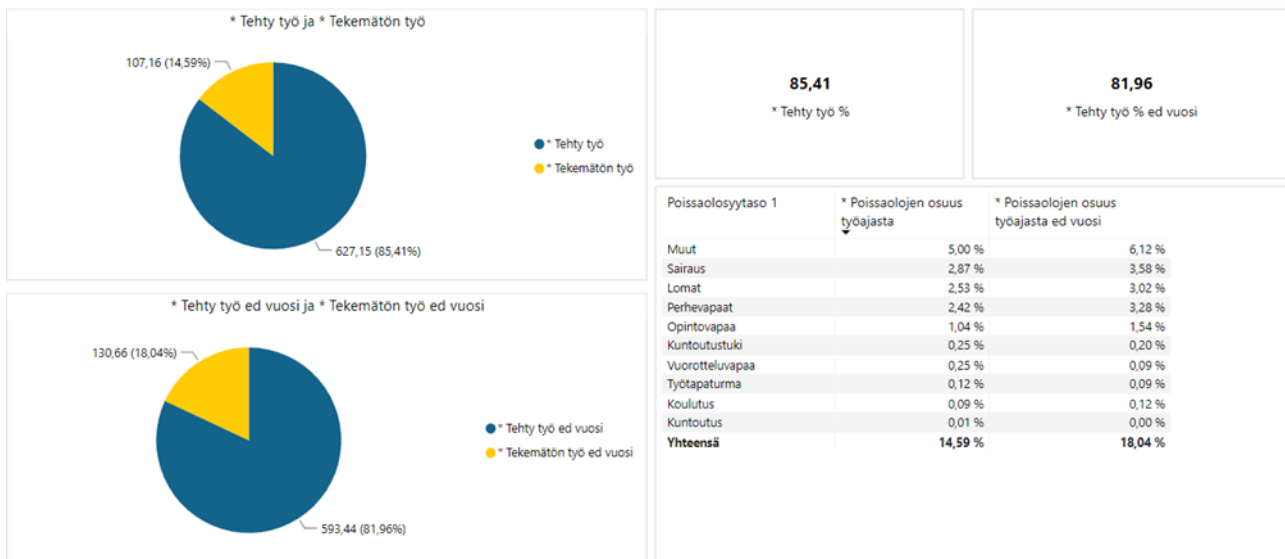 * Tehty työ ja * Tekemätön työ
107,16 (14,59%)
627,15 (85,41%)
* Tehty työ
* Tekemätön työ
* Tehty työ ed vuosi ja * Tekemätön työ ed vuosi
130,66 (18,04%)
593,44 (81,96%)
* Tehty työ ed vuosi
* Tekemätön työ ed vuosi
85,41
* Tehty työ %
81,96
* Tehty työ % ed vuosi
Poissaolosyytaso 1 * Poissaolojen osuus * Poissaolojen osuus
työajasta työajasta ed vuosi
Muut 5,00 % 6,12 %
Sairaus 2,87 % 3,58 %
Lomat 2,53 % 3,02 %
Perhevapaat 2,42 % 3,28 %
Opintovapaa 1,04 % 1,54 %
Kuntoutustuki 0,25 % 0,20 %
Vuorotteluvapaa 0,25 % 0,09 %
Työtapaturma 0,12 % 0,09 %
Koulutus 0,09 % 0,12 %
Kuntoutus 0,01 % 0,00 %
Yhteensä 14,59 % 18,04 %